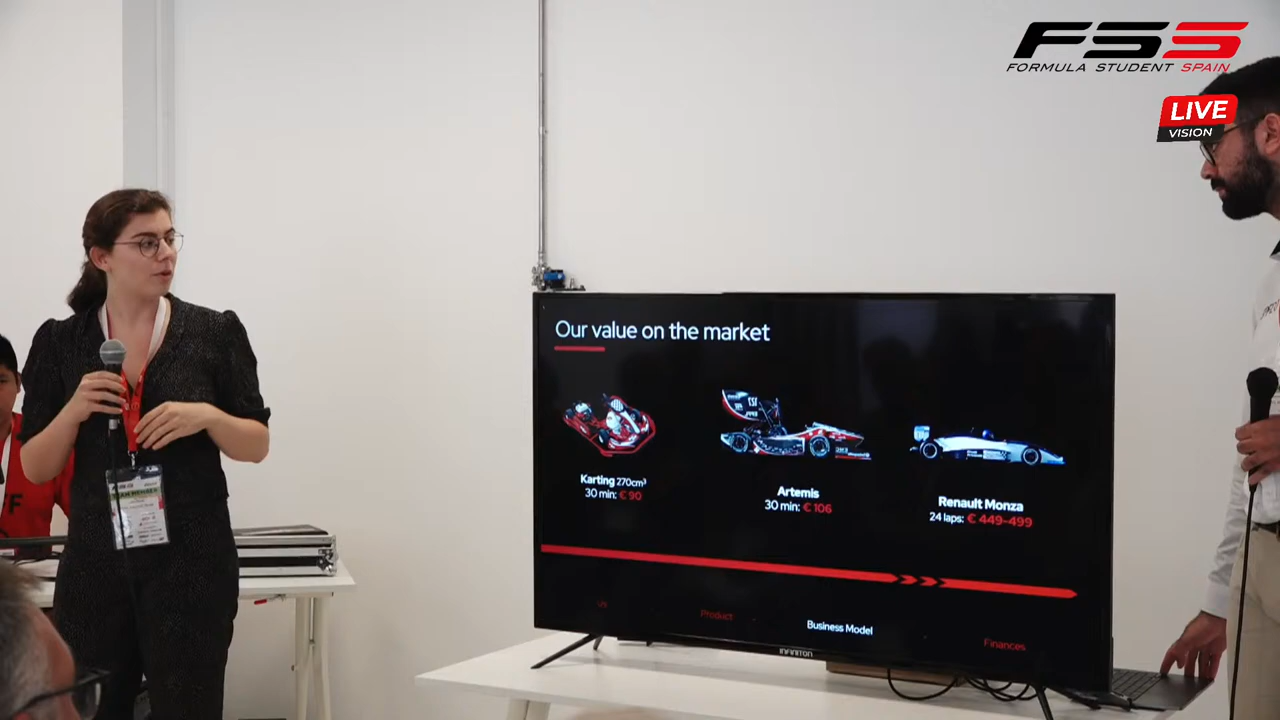 FSS
FORMULA STUDENT SPAIN
LIVE
VISION
Our value on the market
Karting 270cm³
30 min: € 90
Artemis
30 min: € 106
Renault Monza
24 laps: € 449-499
Product
Business Model
Finances
INFINITON